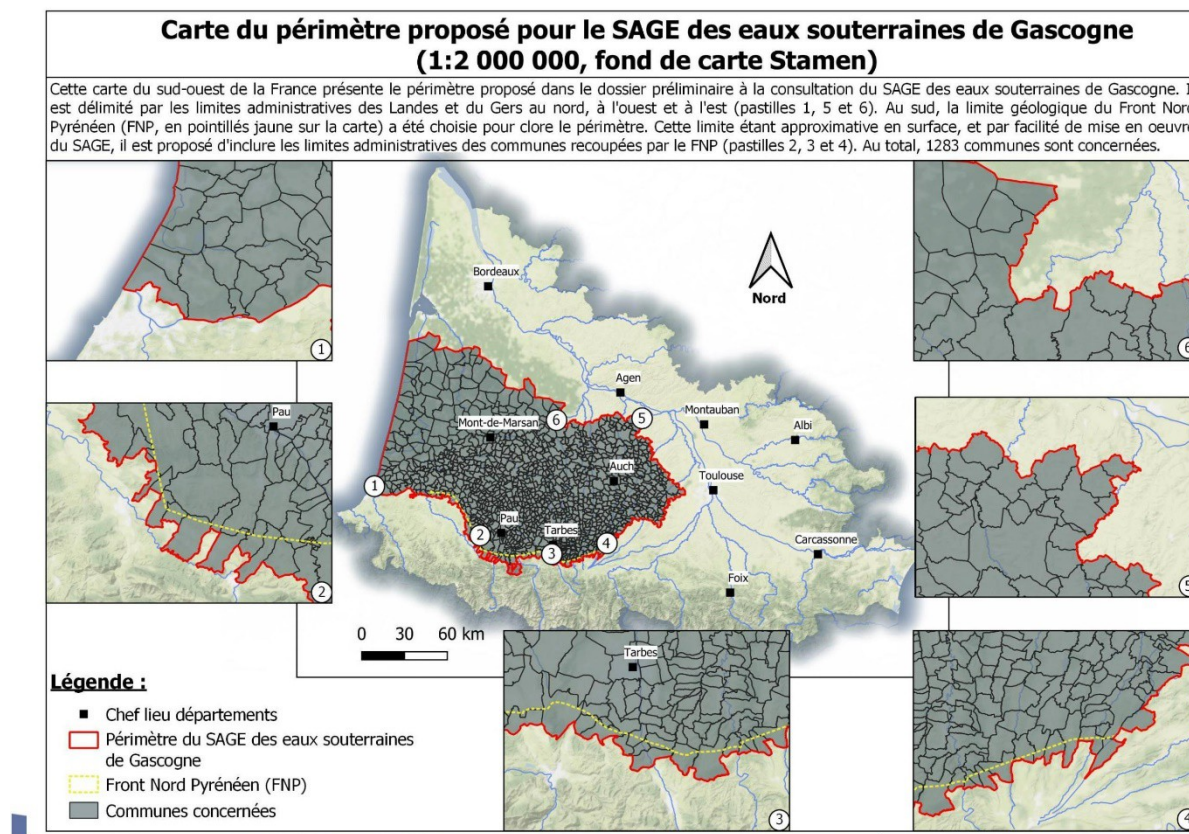 Carte du périmètre proposé pour le SAGE des eaux souterraines de Gascogne
(1:2 000 000, fond de carte Stamen)
Cette carte du sud-ouest de la France présente le périmètre proposé dans le dossier préliminaire à la consultation du SAGE des eaux souterraines de Gascogne.
est délimité par les limites administratives des Landes et du Gers au nord, à l'ouest et à l'est (pastilles 1, 5 et 6). Au sud, la limite géologique du Front Nord
Pyrénéen (FNP, en pointillés jaune sur la carte) a été choisie pour clore le périmètre. Cette limite étant approximative en surface, et par facilité de mise en oeuvre
du SAGE, il est proposé d'inclure les limites administratives des communes recoupées par le FNP (pastilles 2, 3 et 4). Au total, 1283 communes sont concernées.
1
6
Nord
Bordeaux
Agen
Montauban
Albi
Mont-de-Marsan
6
5
Auch
Toulouse
1
Pau
Tarbes
2
3
4
Carcassonne
Foix
Pau
2
5
0 30 60 km
Tarbes
3
4
Légende :
Chef lieu départements
Périmètre du SAGE des eaux souterraines
de Gascogne
Front Nord Pyrénéen (FNP)
Communes concernées